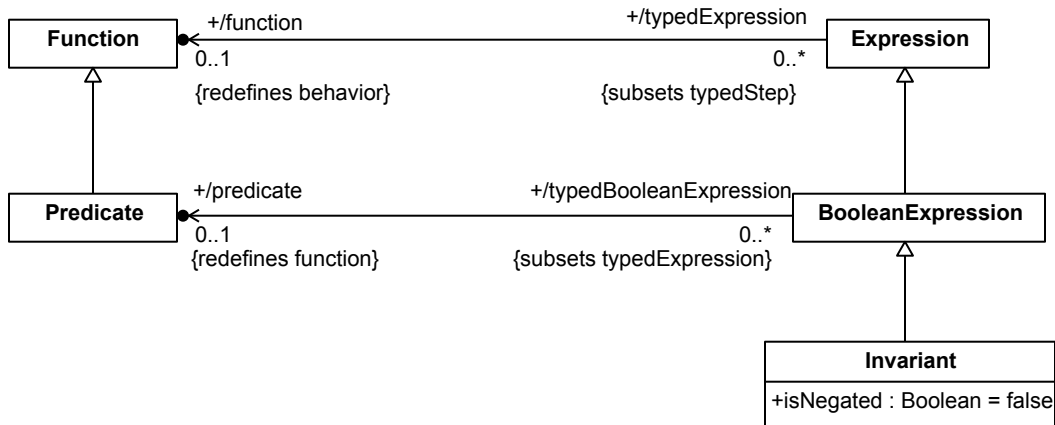 +/function
+/typedExpression
Function
Expression
0..1
0..*
{redefines behavior}
{subsets typedStep}
+/predicate
+/typedBooleanExpression
Predicate
BooleanExpression
0..1
0..*
{redefines function}
{subsets typedExpression}
Invariant
+isNegated : Boolean = false